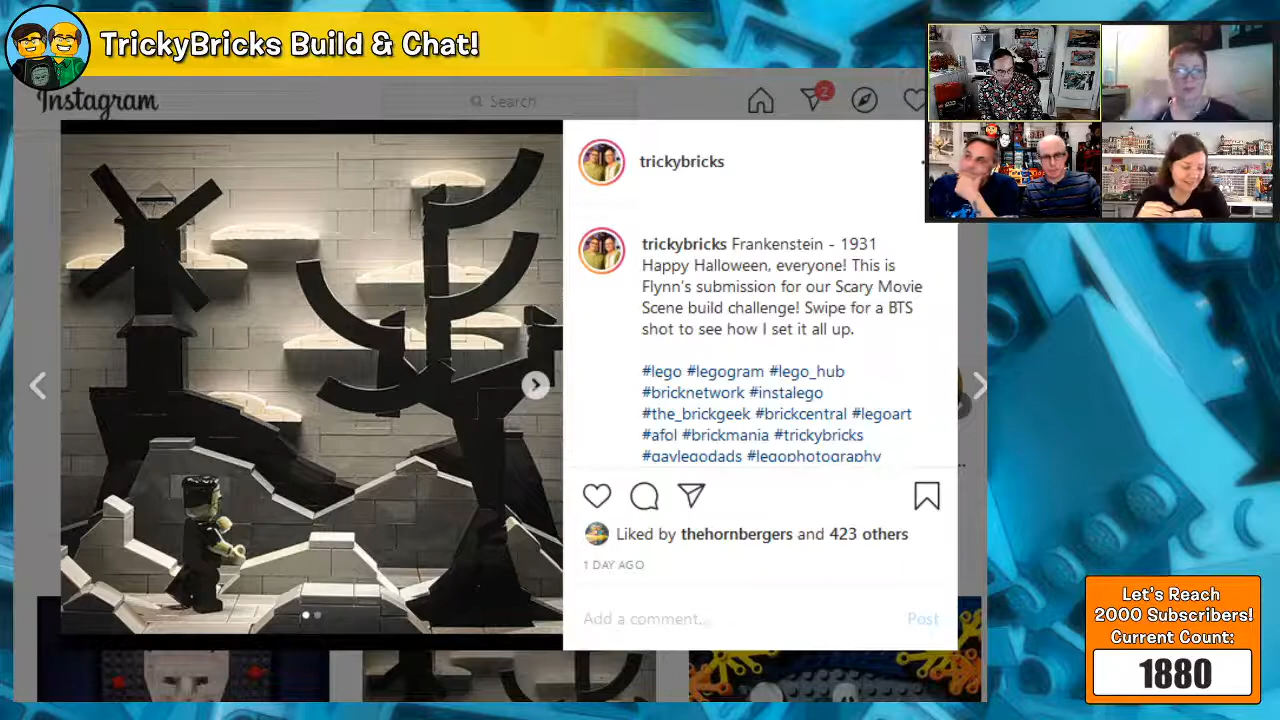 TrickyBricks Build & Chat!
Instagram
Search
2
trickybricks
trickybricks Frankenstein - 1931
Happy Halloween, everyone! This is
Flynn's submission for our Scary Movie
Scene build challenge! Swipe for a BTS
shot to see how I set it all up.
#lego #legogram #lego_hub
#bricknetwork #instalego
#the_brickgeek #brickcentral #legoart
#afol #brickmania #trickybricks
#gaylegodads #legophotography
Liked by thehornbergers and 423 others
1 DAY AGO
Add a comment...
Post
Let's Reach
2000 Subscribers!
Current Count:
1880